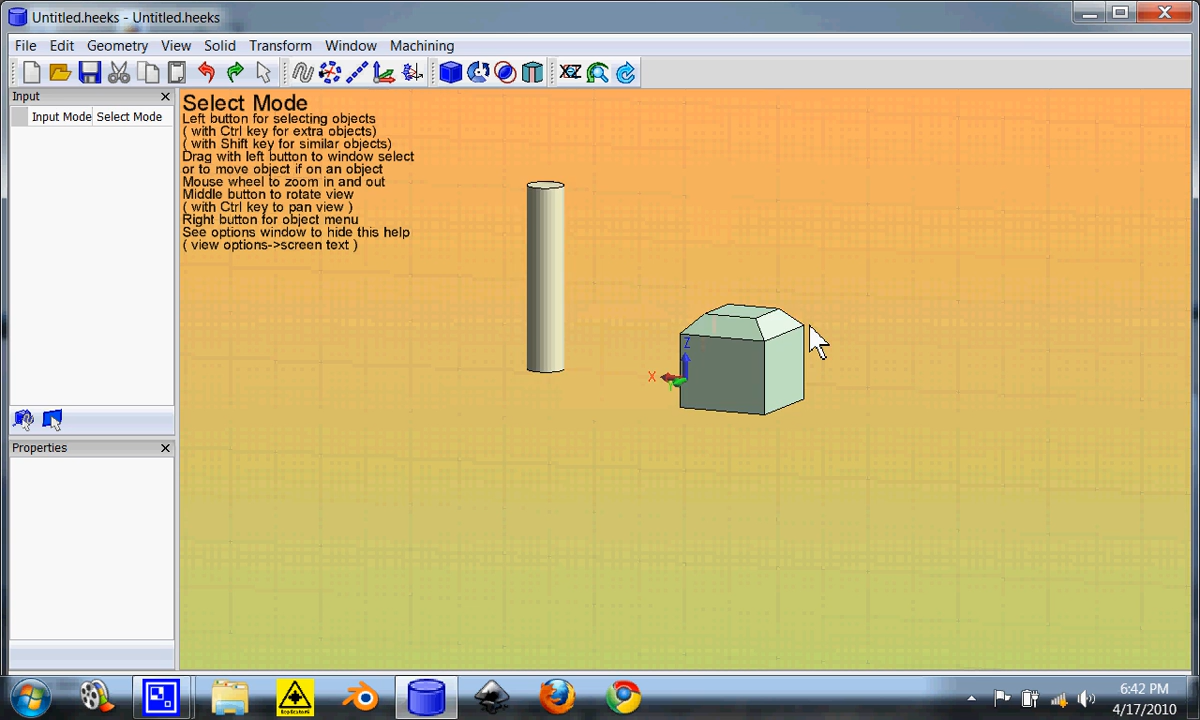 Untitled.heeks - Untitled.heeks
File Edit Geometry View Solid Transform Window Machining
Input
Input Mode Select Mode
Select Mode
Left button for selecting objects
( with Ctrl key for extra objects)
( with Shift key for similar objects)
Drag with left button to window select
or to move object if on an object
Mouse wheel to zoom in and out
Middle button to rotate view
( with Ctrl key to pan view )
Right button for object menu
See options window to hide this help
( view options->screen text )
Z
X
Properties
6:42 PM
4/17/2010